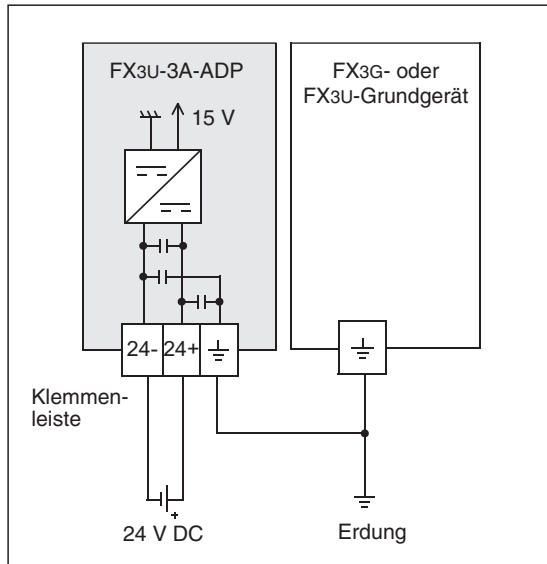 FX3U-3A-ADP
15 V
FX3G- oder
FX3U-Grundgerät
24- 24+
Klemmen-
leiste
24 V DC
+
Erdung